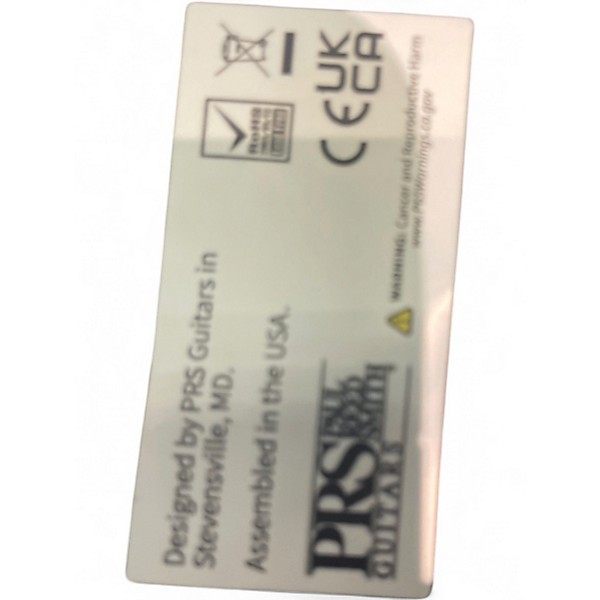 Designed by PRS Guitars in
Stevensville, MD.
Assembled in the USA.
PRS
PAUL
REED
SMITH
GUITARS
RoHS
CE
UK
CA
WARNING: Cancer and Reproductive Harm
www.P65Warnings.ca.gov